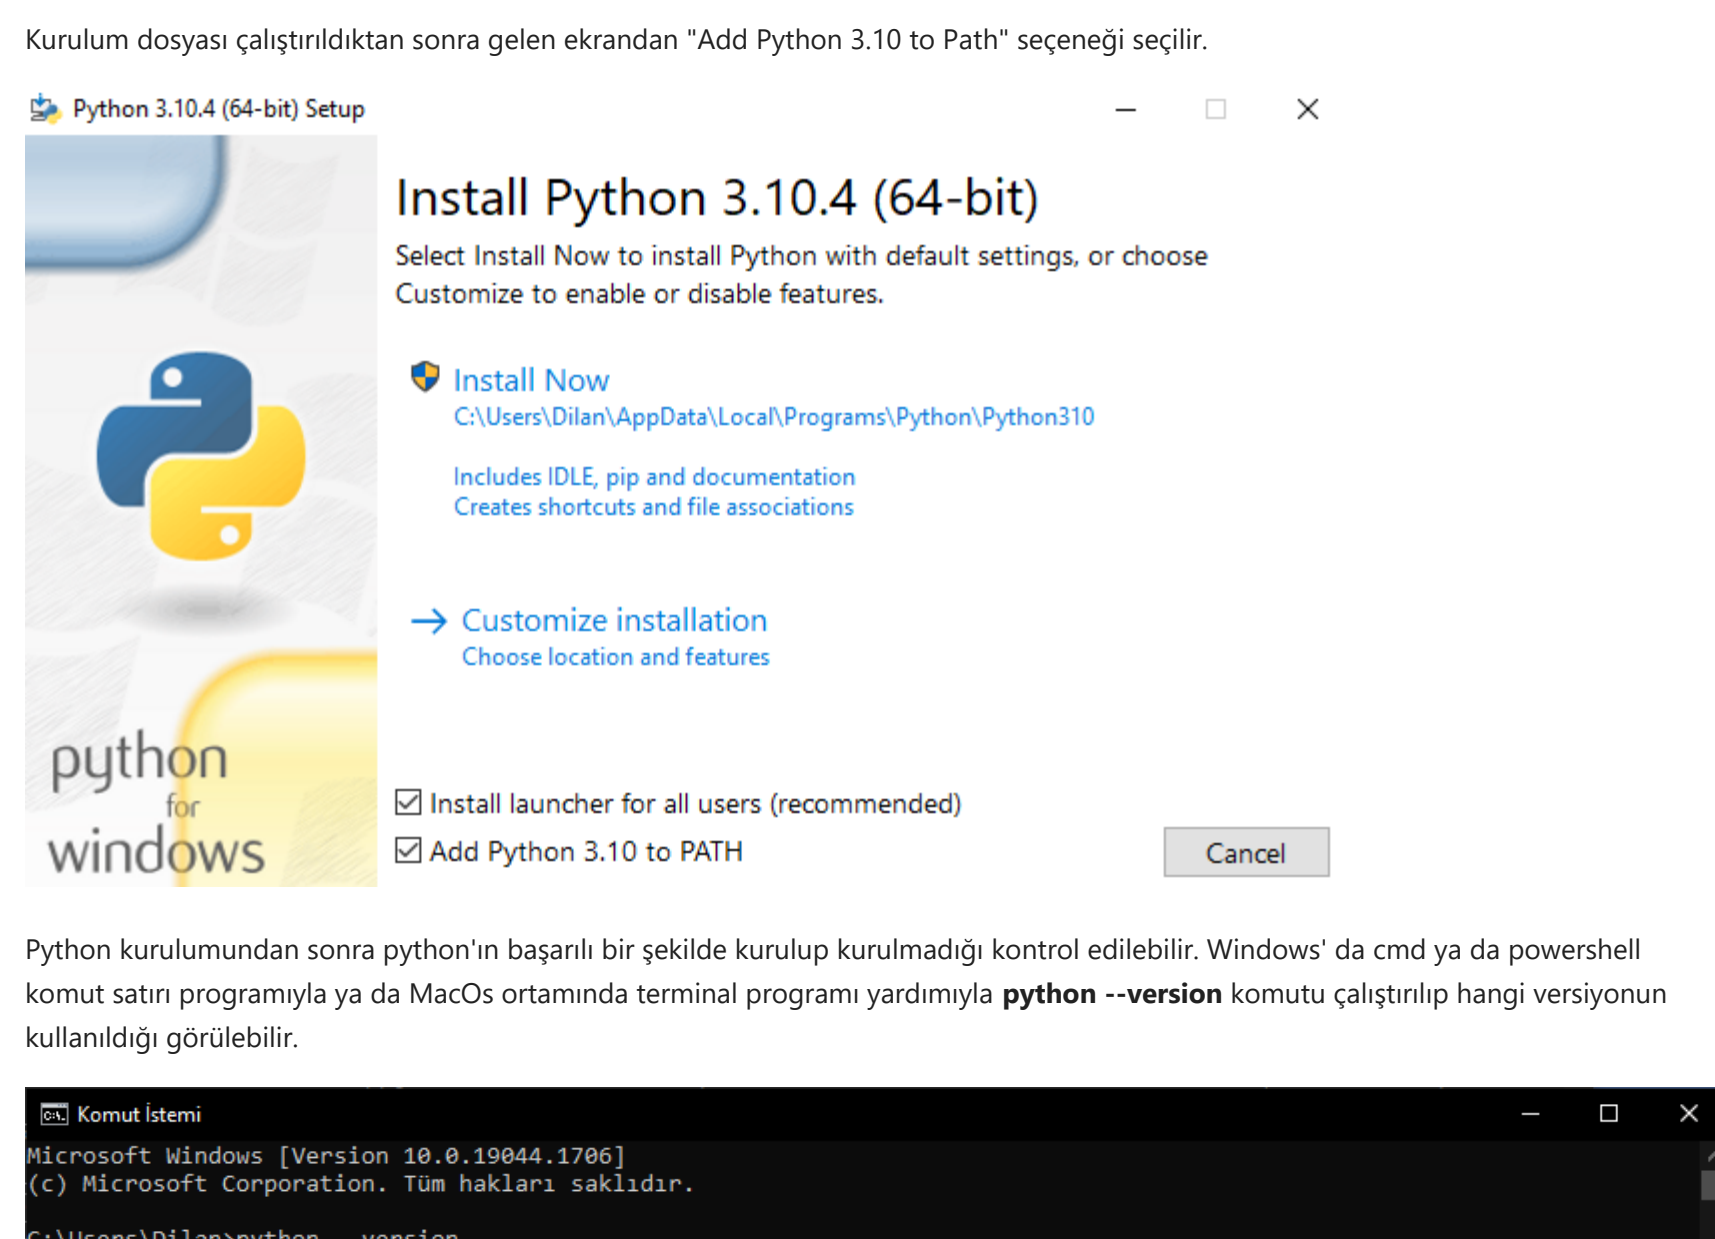 Kurulum dosyası çalıştırıldıktan sonra gelen ekrandan "Add Python 3.10 to Path" seçeneği seçilir.
Python 3.10.4 (64-bit) Setup
Install Python 3.10.4 (64-bit)
Select Install Now to install Python with default settings, or choose
Customize to enable or disable features.
Install Now
C:\Users\Dilan\AppData\Local\Programs\Python\Python310
Includes IDLE, pip and documentation
Creates shortcuts and file associations
Customize installation
Choose location and features
python
for
windows
Install launcher for all users (recommended)
Add Python 3.10 to PATH
Cancel
Python kurulumundan sonra python'ın başarılı bir şekilde kurulup kurulmadığı kontrol edilebilir. Windows' da cmd ya da powershell
komut satırı programıyla ya da MacOs ortamında terminal programı yardımıyla python --version komutu çalıştırılıp hangi versiyonun
kullanıldığı görülebilir.
Komut İstemi
Microsoft Windows [Version 10.0.19044.1706]
(c) Microsoft Corporation. Tüm hakları saklıdır.
C:\Users\Dilan>python --version